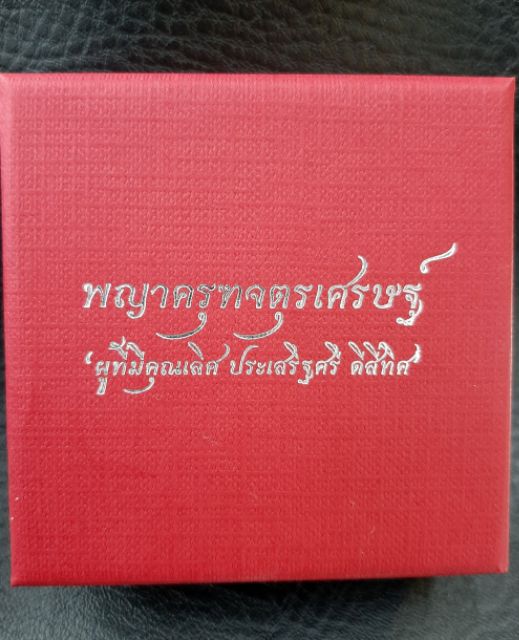 พญาครุฑจตุรเศรษฐ์
'ผู้ที่มีคุณเลิศ ประเสริฐศรี ดีสี่ทิศ'